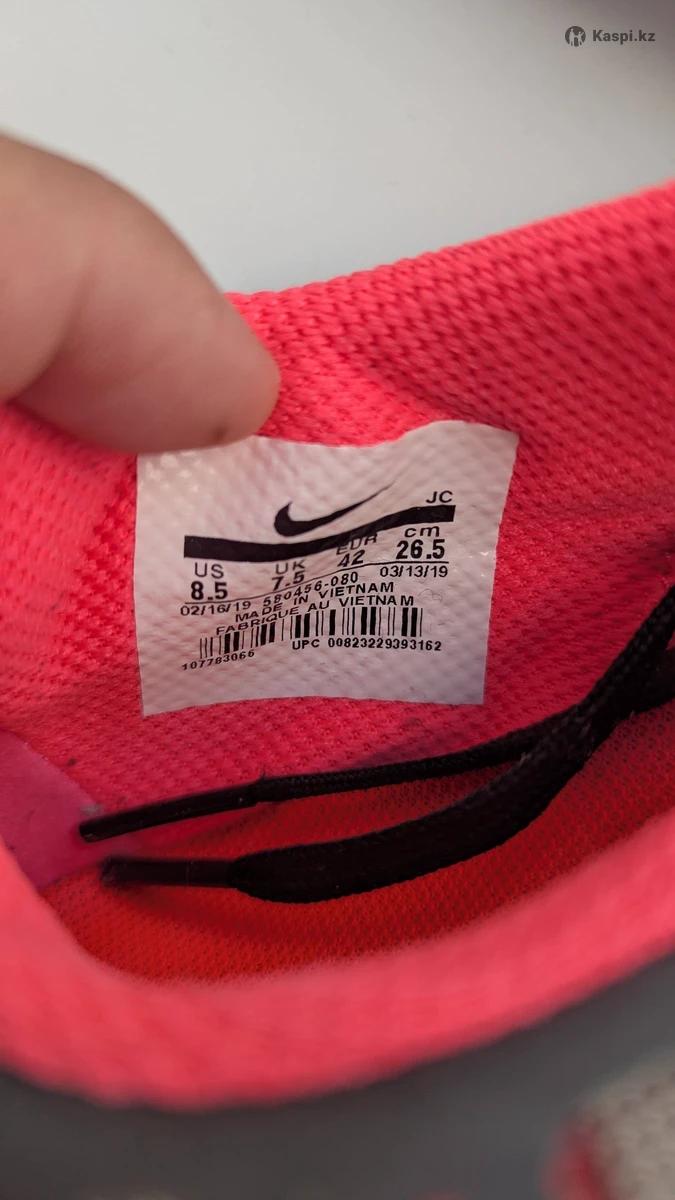 Kaspi.kz
JC
US UK EUR cm
8.5 7.5 42 26.5
02/16/19 580456-080 03/13/19
MADE IN VIETNAM
FABRIQUE AU VIETNAM
107783066 UPC 00823229393162